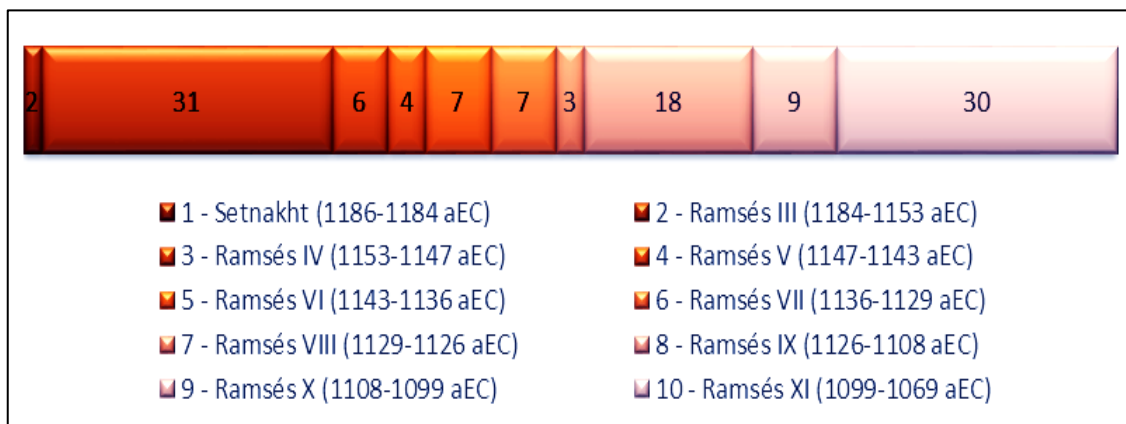 2 31 6 4 7 7 3 18 9 30
1 - Setnakht (1186-1184 aEC) 2 - Ramsés III (1184-1153 aEC)
3 - Ramsés IV (1153-1147 aEC) 4 - Ramsés V (1147-1143 aEC)
5 - Ramsés VI (1143-1136 aEC) 6 - Ramsés VII (1136-1129 aEC)
7 - Ramsés VIII (1129-1126 aEC) 8 - Ramsés IX (1126-1108 aEC)
9 - Ramsés X (1108-1099 aEC) 10 - Ramsés XI (1099-1069 aEC)